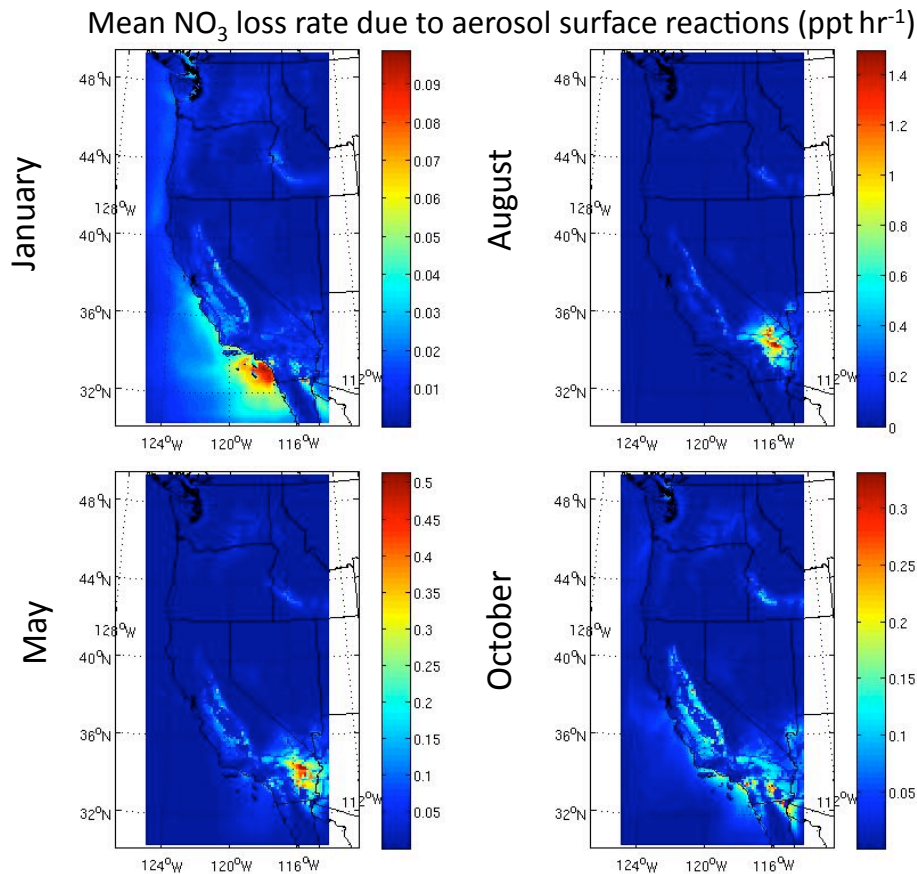 Mean NO₃ loss rate due to aerosol surface reactions (ppt hr⁻¹)
January
48°N
44°N
128°W
40°N
36°N
32°N
112°W
124°W 120°W 116°W
0.09
0.08
0.07
0.06
0.05
0.04
0.03
0.02
0.01
August
48°N
44°N
128°W
40°N
36°N
32°N
112°W
124°W 120°W 116°W
1.4
1.2
1
0.8
0.6
0.4
0.2
0
May
48°N
44°N
128°W
40°N
36°N
32°N
112°W
124°W 120°W 116°W
0.5
0.45
0.4
0.35
0.3
0.25
0.2
0.15
0.1
0.05
October
48°N
44°N
128°W
40°N
36°N
32°N
112°W
124°W 120°W 116°W
0.3
0.25
0.2
0.15
0.1
0.05